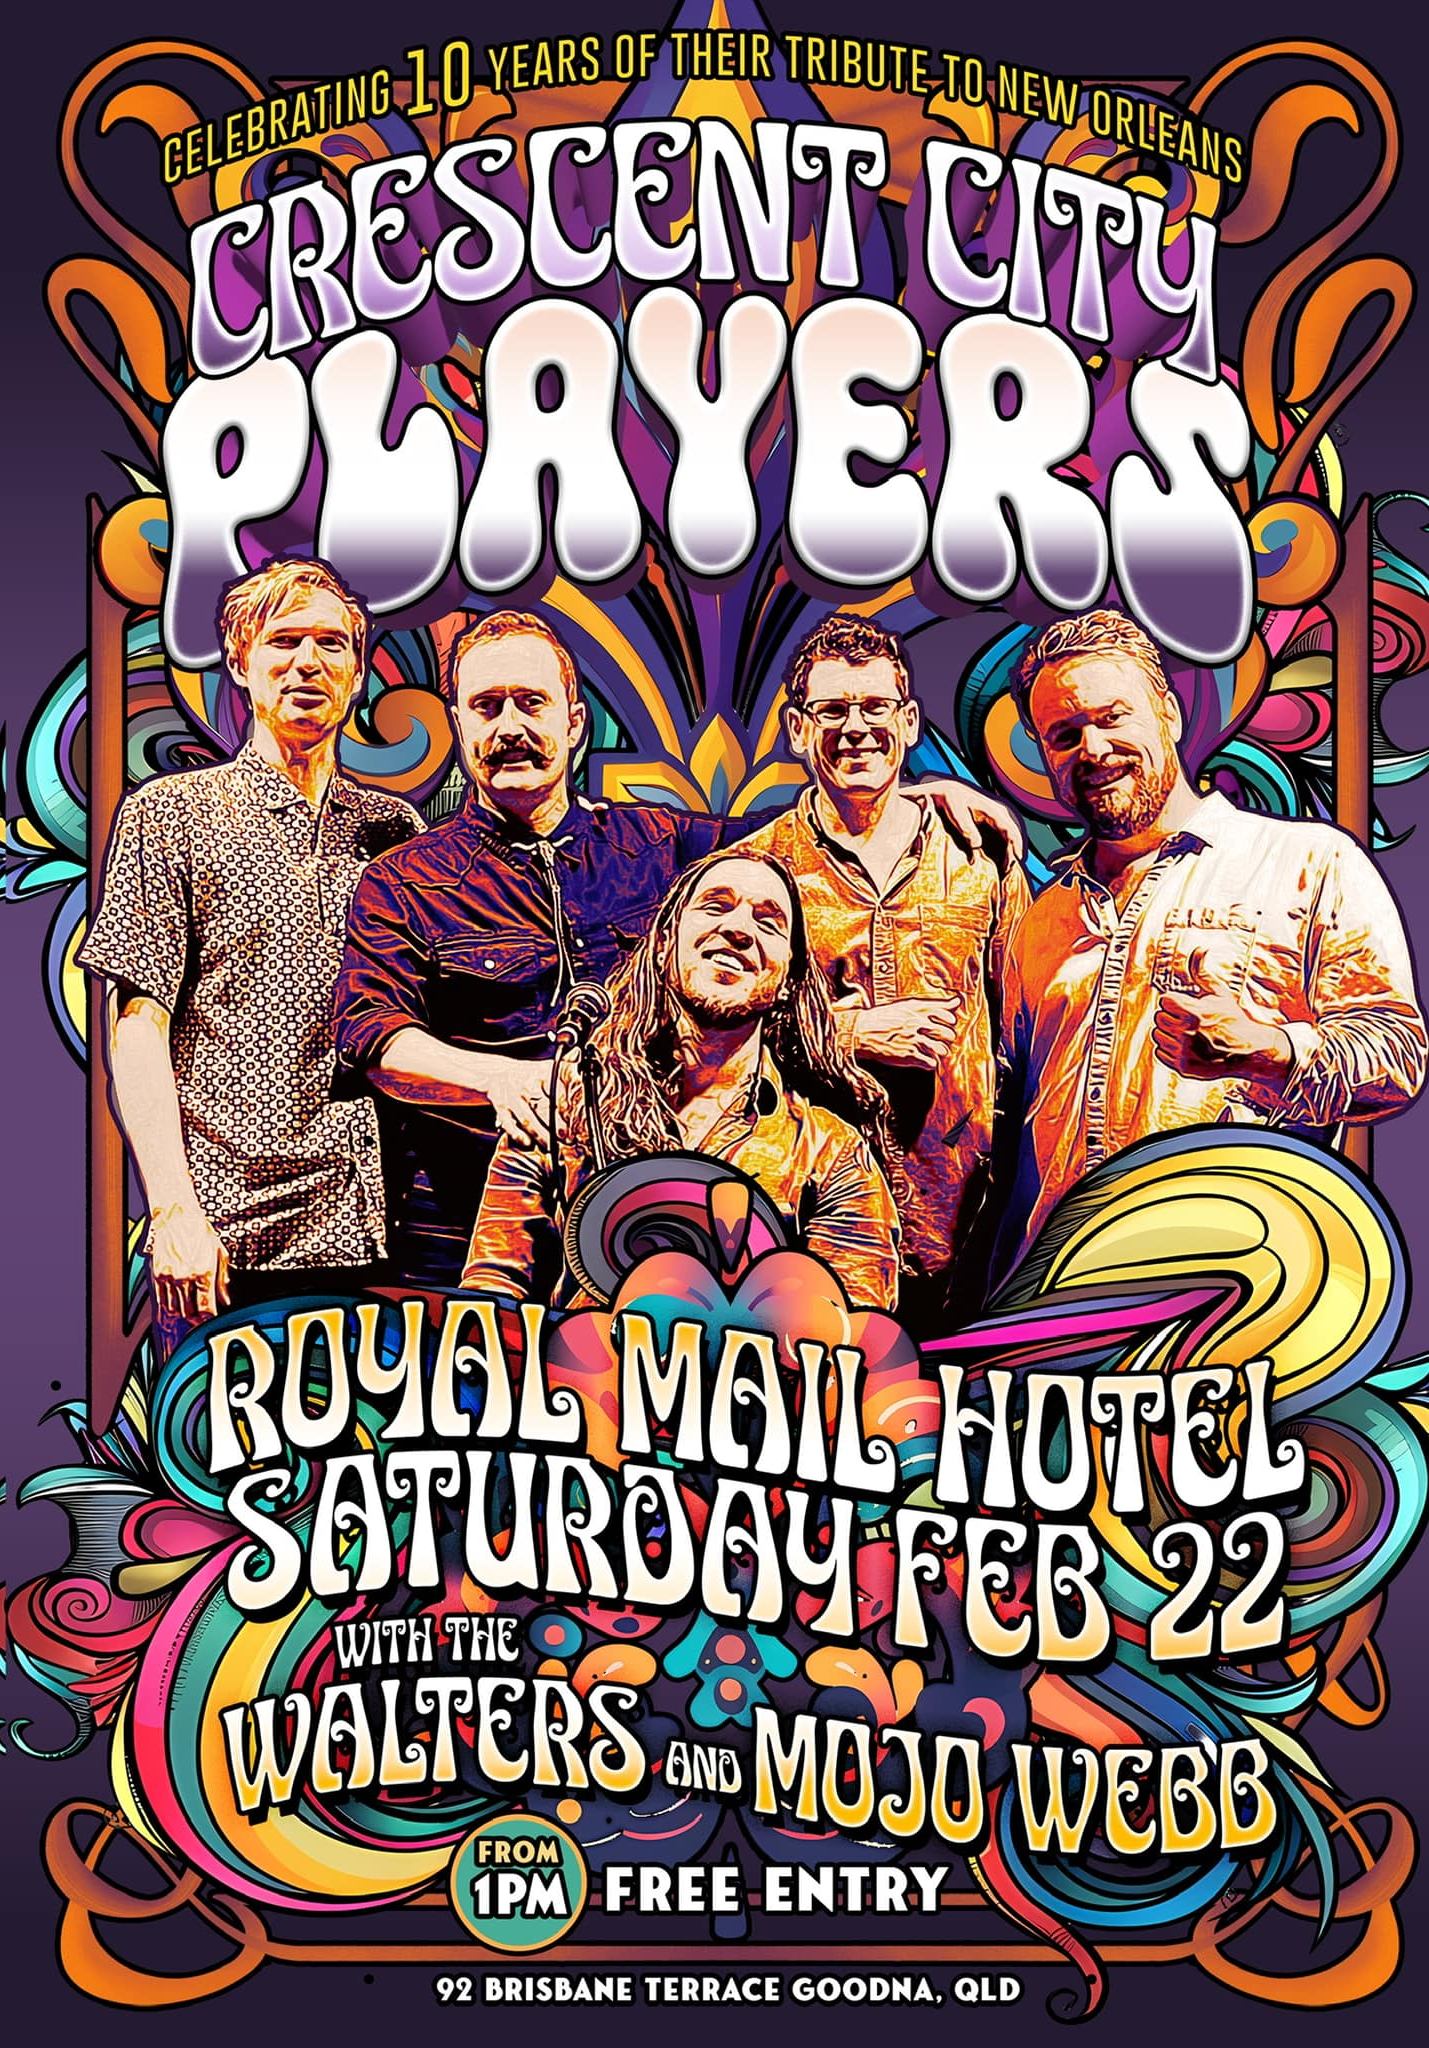 CELEBRATING 10 YEARS OF THEIR TRIBUTE TO NEW ORLEANS
CRESCENT CITY
PLAYERS
ROYAL MAIL HOTEL
SATURDAY FEB 22
WITH THE
WALTERS AND MOJO WEBB
FROM
1PM
FREE ENTRY
92 BRISBANE TERRACE GOODNA, QLD